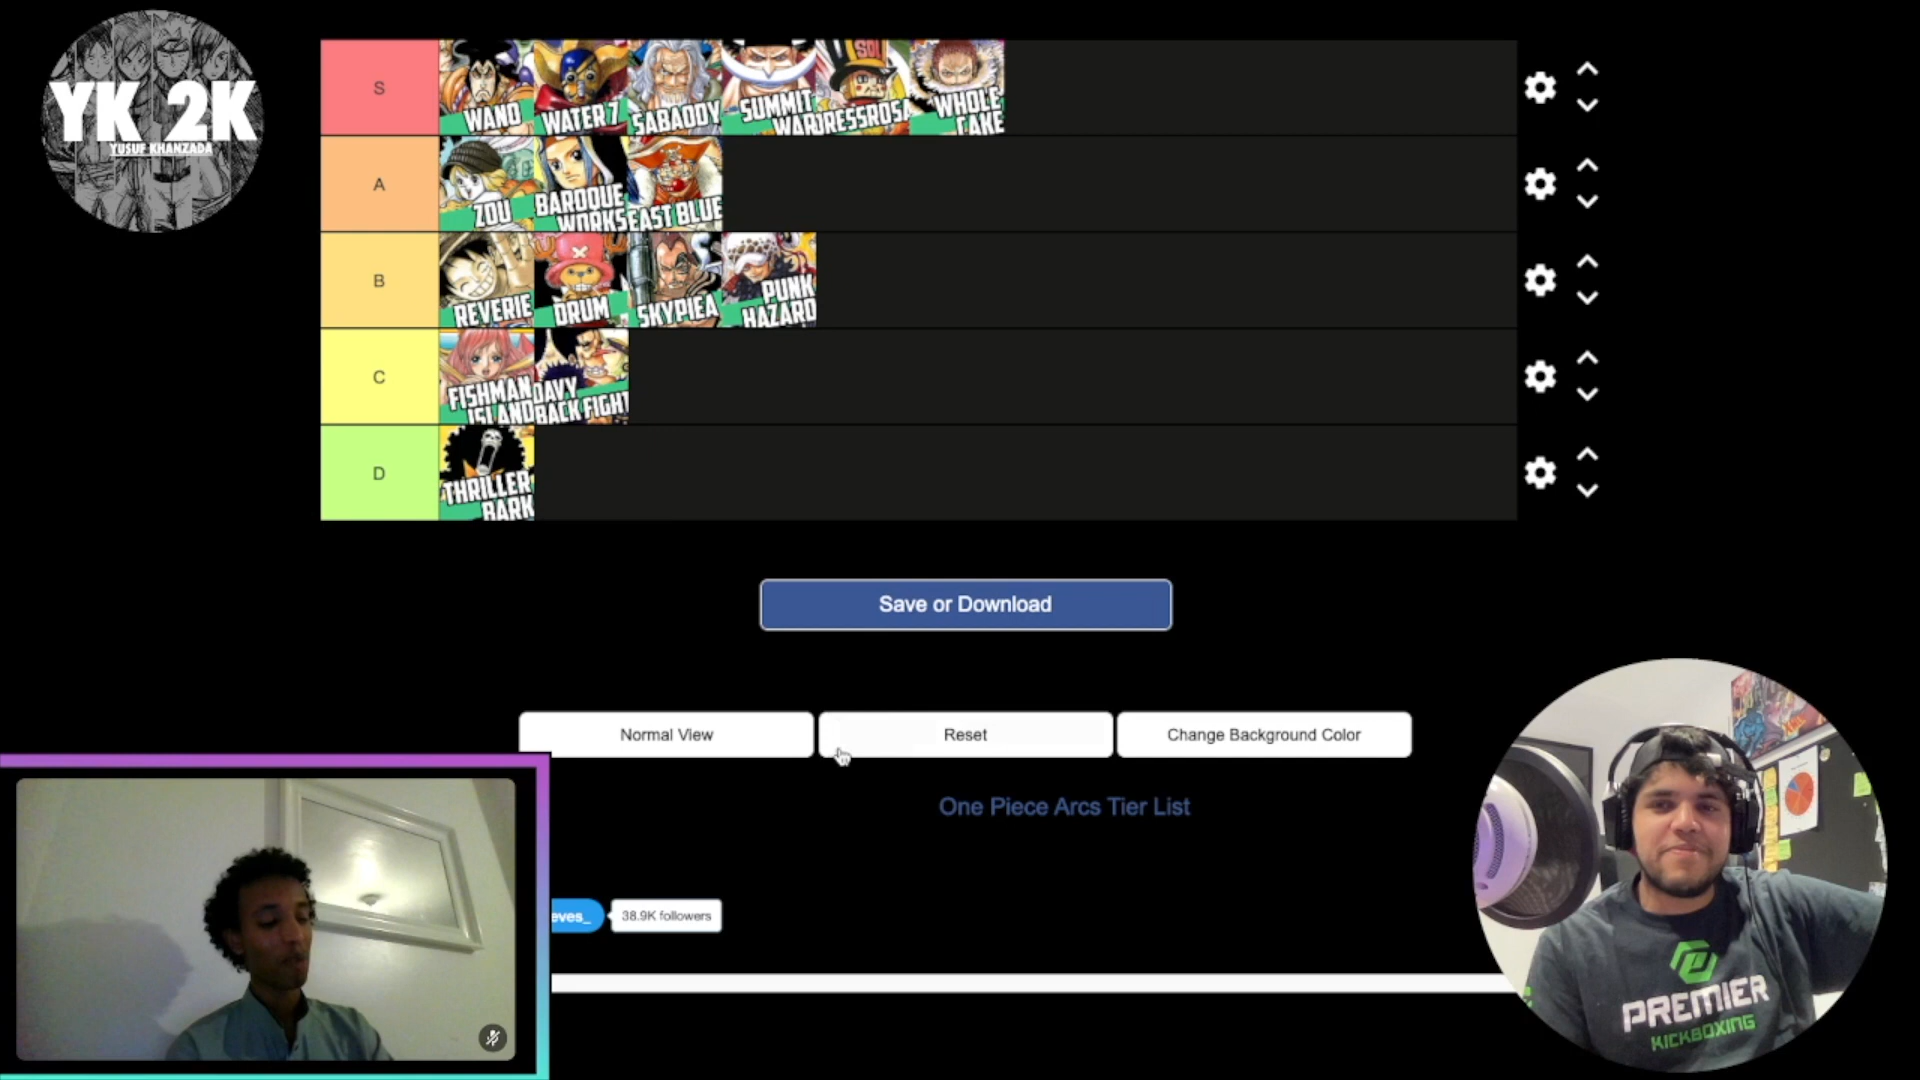 YK 2K
YUSUF KHANZADA
S
WANO
WATER 7
SABAODY
SUMMIT
WAR
DRESSROSA
WHOLE
CAKE
A
ZOU
BAROQUE
WORKS
EAST BLUE
B
REVERIE
DRUM
SKYPIEA
PUNK
HAZARD
C
FISHMAN
ISLAND
DAVY
BACK FIGHT
D
THRILLER
BARK
Save or Download
Normal View
Reset
Change Background Color
One Piece Arcs Tier List
eves_
38.9K followers
PREMIER
KICKBOXING